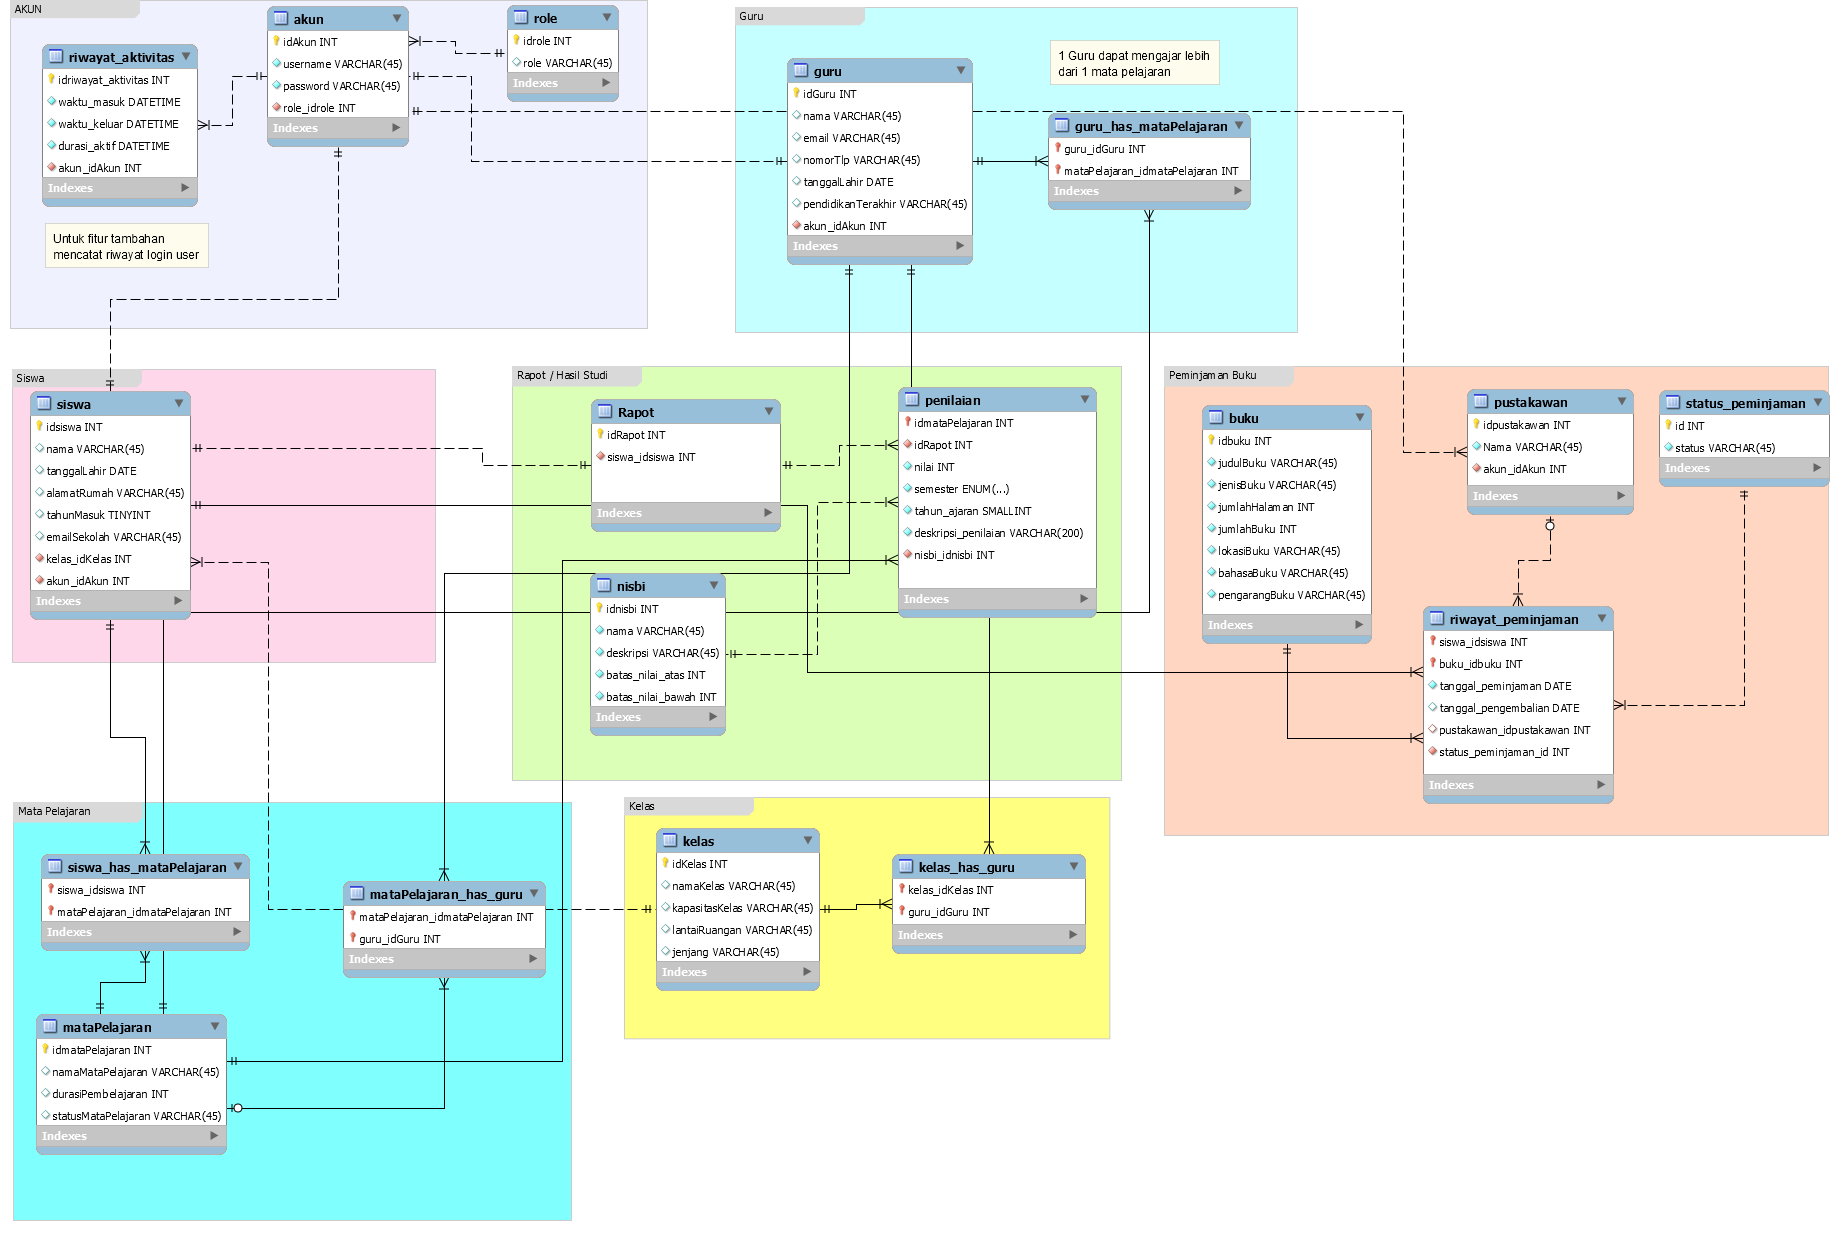 AKUN
riwayat_aktivitas
idriwayat_aktivitas INT
waktu_masuk DATETIME
waktu_keluar DATETIME
durasi_aktif DATETIME
akun_idAkun INT
Indexes
akun
idAkun INT
username VARCHAR(45)
password VARCHAR(45)
role_idrole INT
Indexes
role
idrole INT
role VARCHAR(45)
Indexes
Untuk fitur tambahan
mencatat riwayat login user
Guru
guru
idGuru INT
nama VARCHAR(45)
email VARCHAR(45)
nomorTlp VARCHAR(45)
tanggalLahir DATE
pendidikanTerakhir VARCHAR(45)
akun_idAkun INT
Indexes
1 Guru dapat mengajar lebih
dari 1 mata pelajaran
guru_has_mataPelajaran
guru_idGuru INT
mataPelajaran_idmataPelajaran INT
Indexes
Siswa
siswa
idsiswa INT
nama VARCHAR(45)
tanggalLahir DATE
alamatRumah VARCHAR(45)
tahunMasuk TINYINT
emailSekolah VARCHAR(45)
kelas_idKelas INT
akun_idAkun INT
Indexes
Rapot / Hasil Studi
Rapot
idRapot INT
siswa_idsiswa INT
Indexes
penilaian
idmataPelajaran INT
idRapot INT
nilai INT
semester ENUM(...)
tahun_ajaran SMALLINT
deskripsi_penilaian VARCHAR(200)
nisbi_idnisbi INT
Indexes
nisbi
idnisbi INT
nama VARCHAR(45)
deskripsi VARCHAR(45)
batas_nilai_atas INT
batas_nilai_bawah INT
Indexes
Peminjaman Buku
buku
idbuku INT
judulBuku VARCHAR(45)
jenisBuku VARCHAR(45)
jumlahHalaman INT
jumlahBuku INT
lokasiBuku VARCHAR(45)
bahasaBuku VARCHAR(45)
pengarangBuku VARCHAR(45)
Indexes
pustakawan
idpustakawan INT
Nama VARCHAR(45)
akun_idAkun INT
Indexes
status_peminjaman
id INT
status VARCHAR(45)
Indexes
riwayat_peminjaman
siswa_idsiswa INT
buku_idbuku INT
tanggal_peminjaman DATE
tanggal_pengembalian DATE
pustakawan_idpustakawan INT
status_peminjaman_id INT
Indexes
Mata Pelajaran
siswa_has_mataPelajaran
siswa_idsiswa INT
mataPelajaran_idmataPelajaran INT
Indexes
mataPelajaran_has_guru
mataPelajaran_idmataPelajaran INT
guru_idGuru INT
Indexes
mataPelajaran
idmataPelajaran INT
namaMataPelajaran VARCHAR(45)
durasiPembelajaran INT
statusMataPelajaran VARCHAR(45)
Indexes
Kelas
kelas
idKelas INT
namaKelas VARCHAR(45)
kapasitasKelas VARCHAR(45)
lantaiRuangan VARCHAR(45)
jenjang VARCHAR(45)
Indexes
kelas_has_guru
kelas_idKelas INT
guru_idGuru INT
Indexes